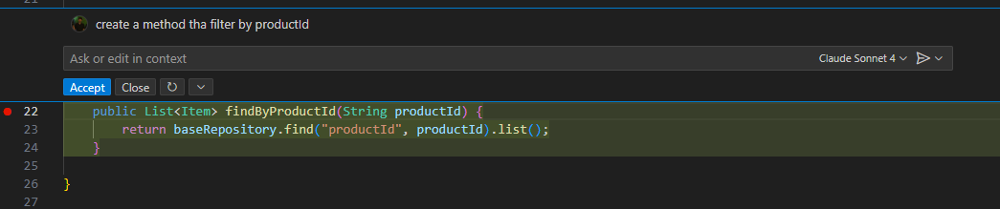 create a method tha filter by productId
Ask or edit in context Claude Sonnet 4
Accept Close
22 public List<Item> findByProductId(String productId) {
23 return baseRepository.find("productId", productId).list();
24 }
25
26 }
27